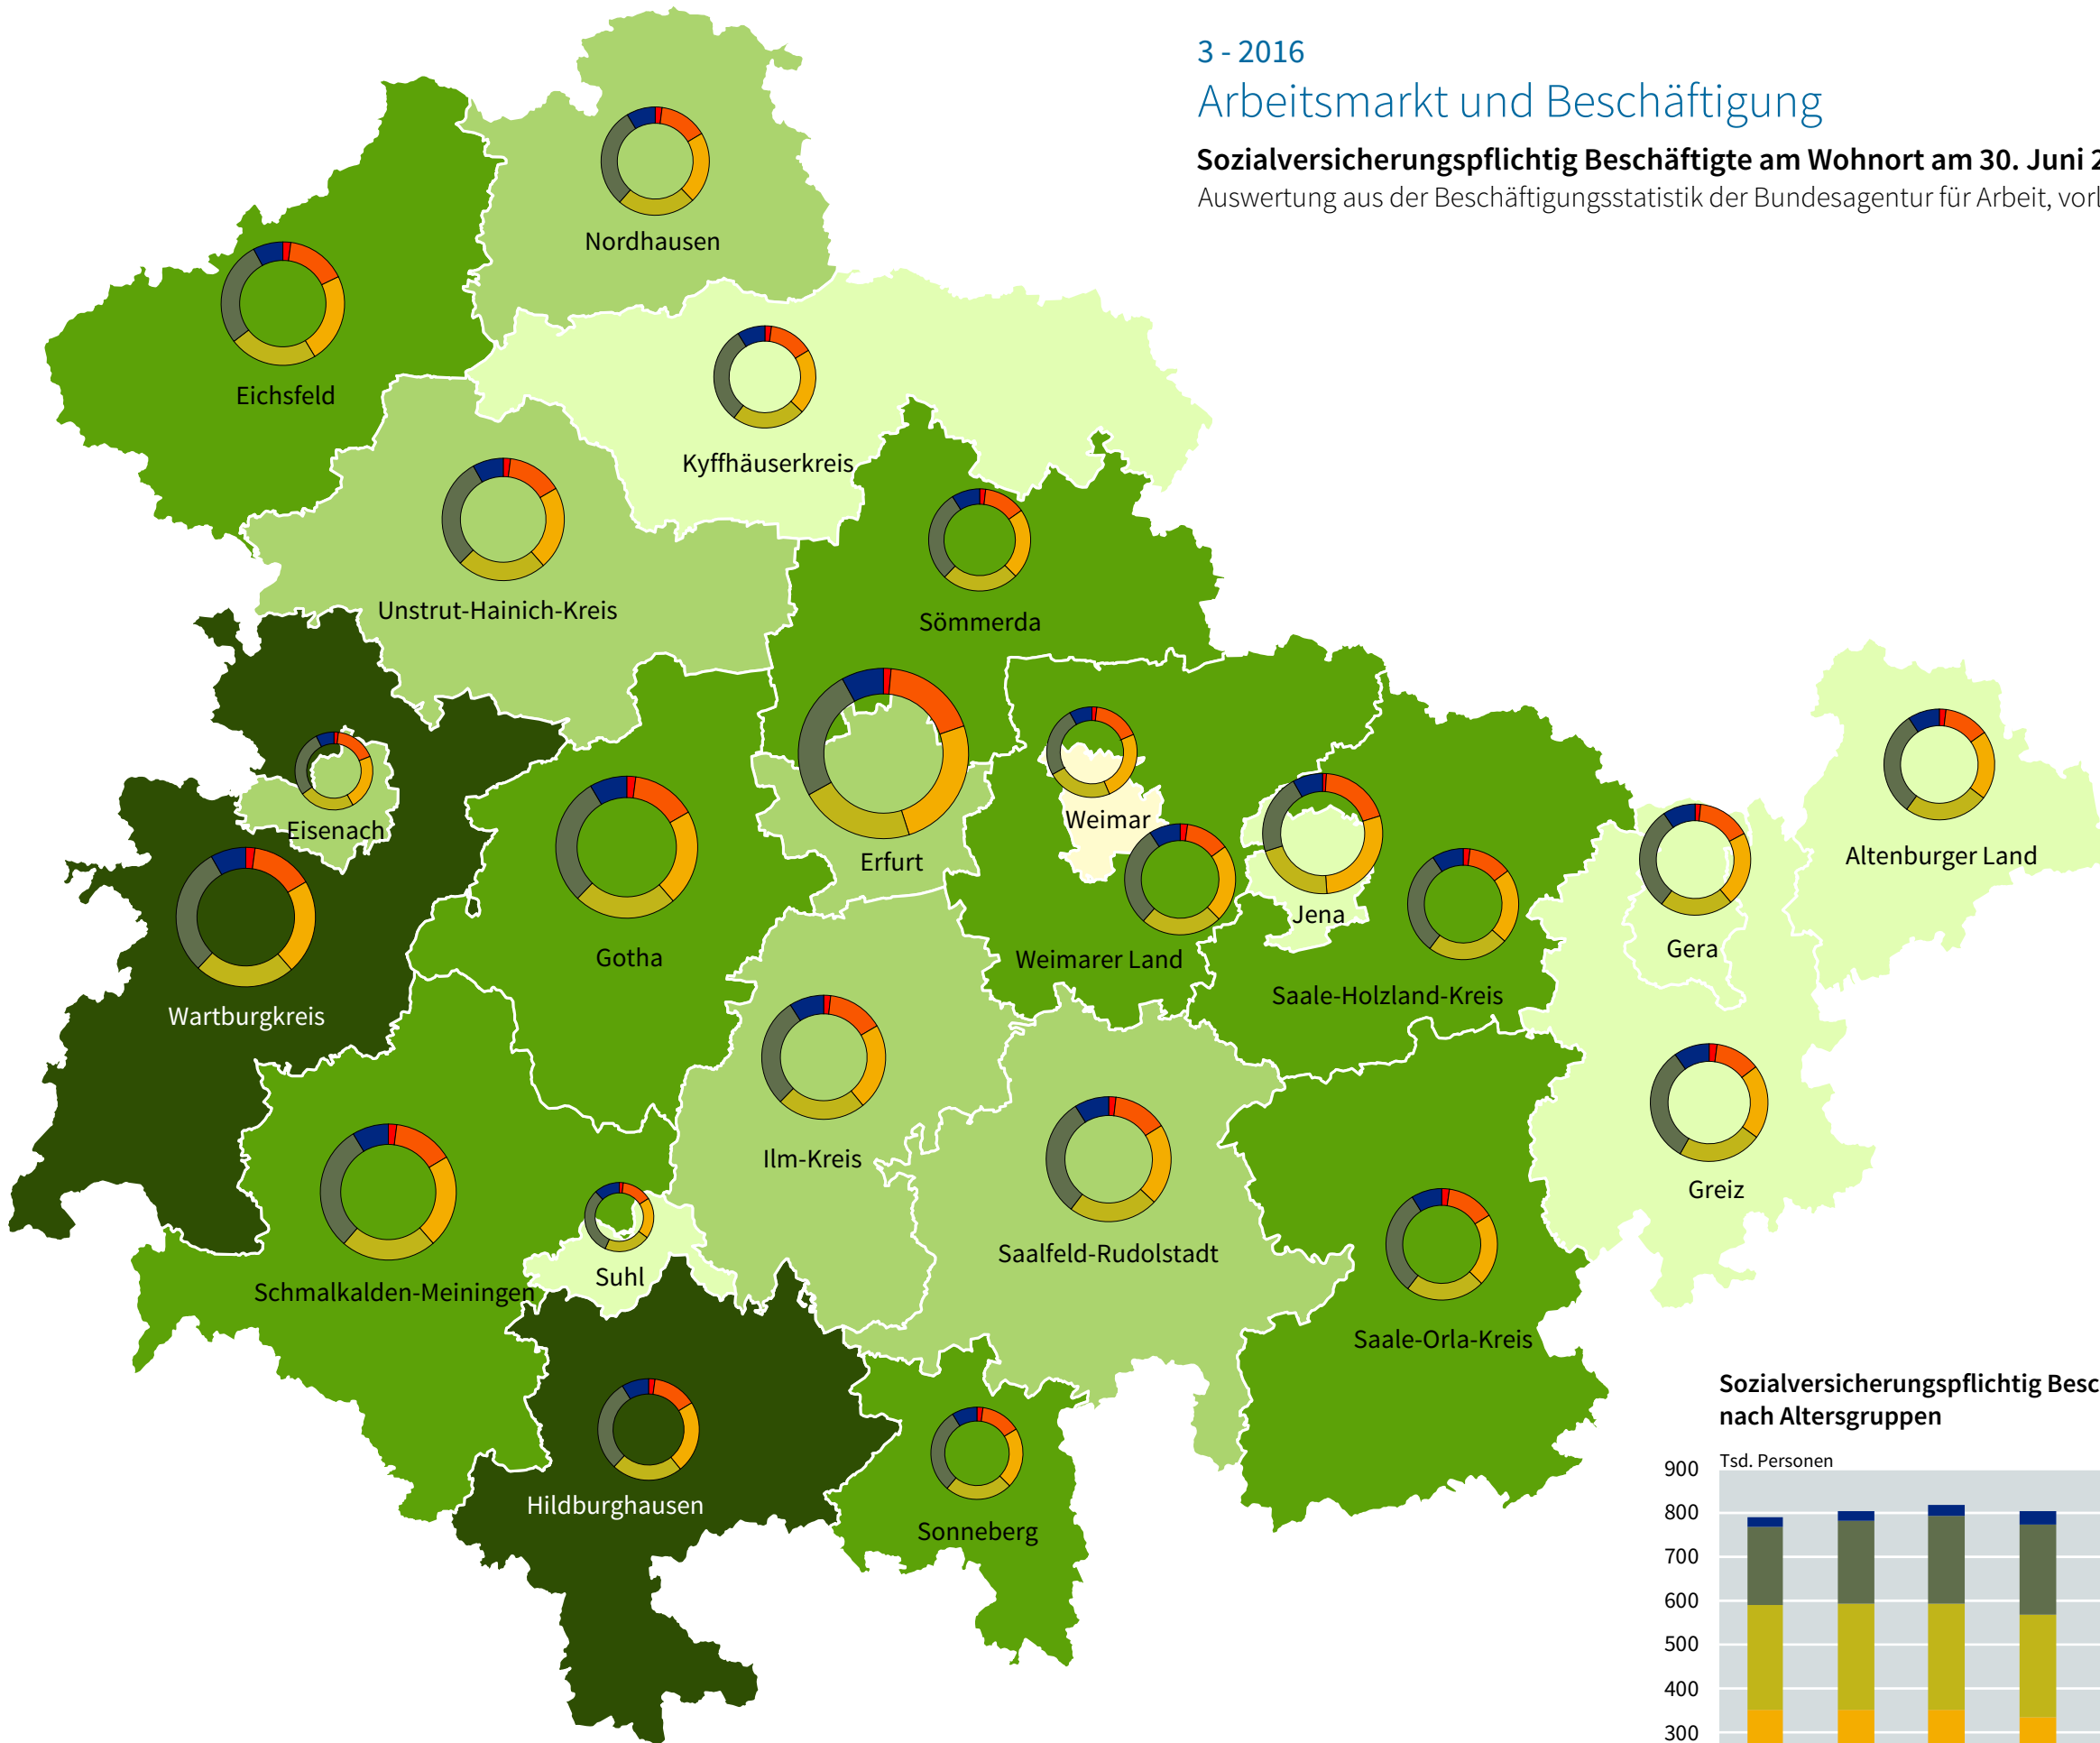 3 - 2016
Arbeitsmarkt und Beschäftigung
Sozialversicherungspflichtig Beschäftigte am Wohnort am 30. Juni
Auswertung aus der Beschäftigungsstatistik der Bundesagentur für Arbeit,
Nordhausen
Eichsfeld
Kyffhäuserkreis
Unstrut-Hainich-Kreis
Sömmerda
Eisenach
Erfurt
Weimar
Altenburger Land
Jena
Gera
Gotha
Weimarer Land
Saale-Holzland-Kreis
Wartburgkreis
Ilm-Kreis
Greiz
Saalfeld-Rudolstadt
Suhl
Schmalkalden-Meiningen
Saale-Orla-Kreis
Hildburghausen
Sonneberg
Sozialversicherungspflichtig
nach Altersgruppen
Tsd. Personen
900
800
700
600
500
400
300